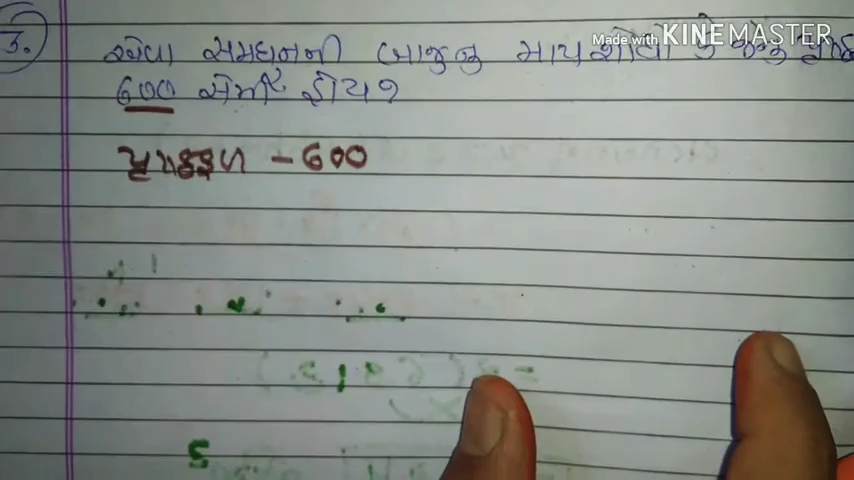 Made with KINEMASTER
3.
એવા સમઘનની બાજુનું માપ શોધો કે જેનું પૃષ્ઠ
600 સેમી² હોય ?
પૃષ્ઠફળ - 600